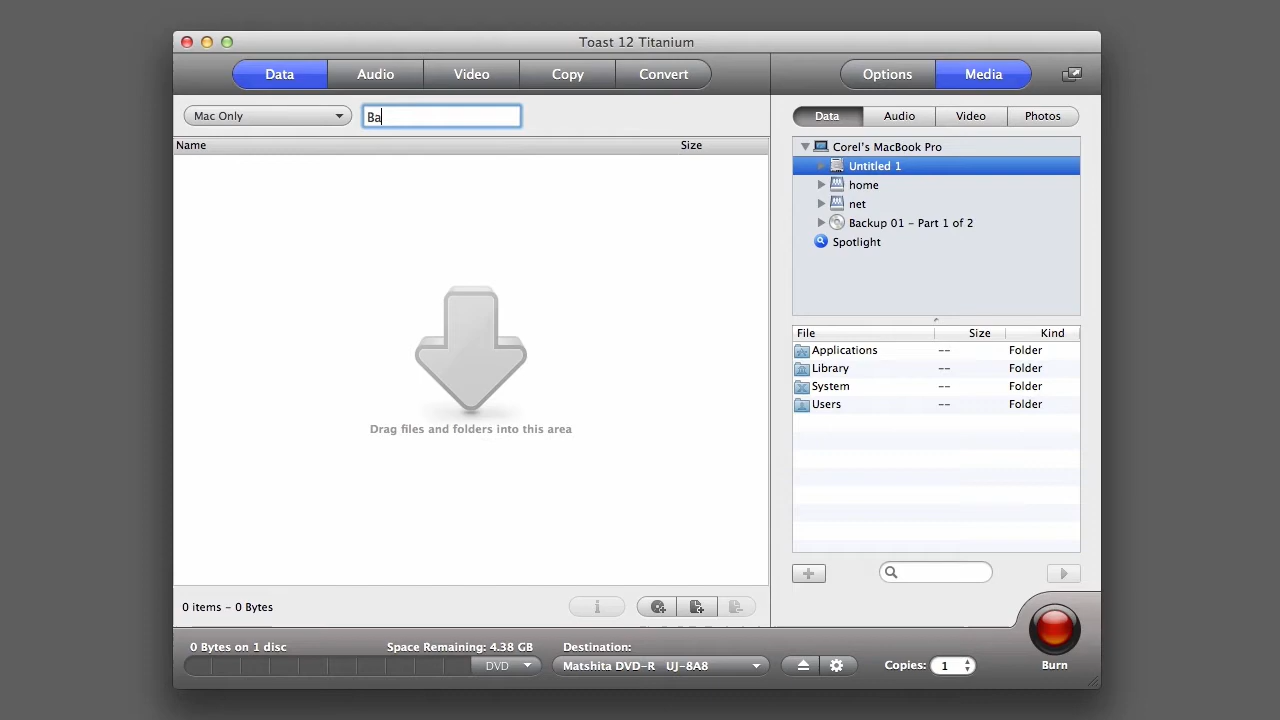 Toast 12 Titanium
Data Audio Video Copy Convert
Options Media
Mac Only
Ba
Data Audio Video Photos
Name Size
Corel's MacBook Pro
Untitled 1
home
net
Backup 01 – Part 1 of 2
Spotlight
File Size Kind
Applications -- Folder
Library -- Folder
System -- Folder
Users -- Folder
Drag files and folders into this area
0 items – 0 Bytes
0 Bytes on 1 disc
Space Remaining: 4.38 GB
DVD
Destination:
Matshita DVD-R UJ-8A8
Copies: 1
Burn